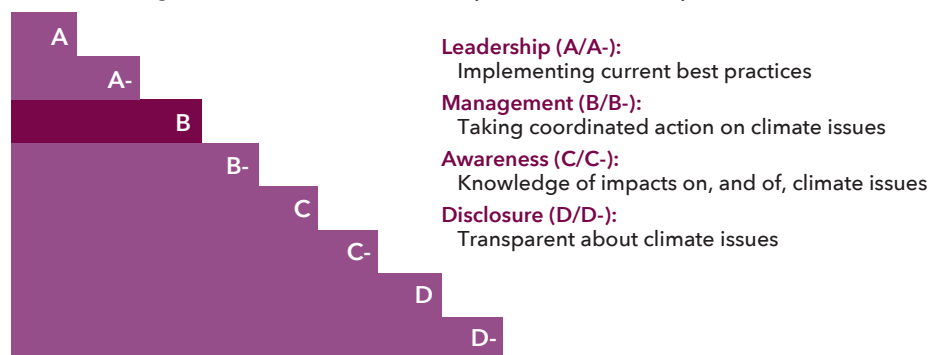 A
A-
B
B-
C
C-
D
D-
Leadership (A/A-):
Implementing current best practices
Management (B/B-):
Taking coordinated action on climate issues
Awareness (C/C-):
Knowledge of impacts on, and of, climate issues
Disclosure (D/D-):
Transparent about climate issues